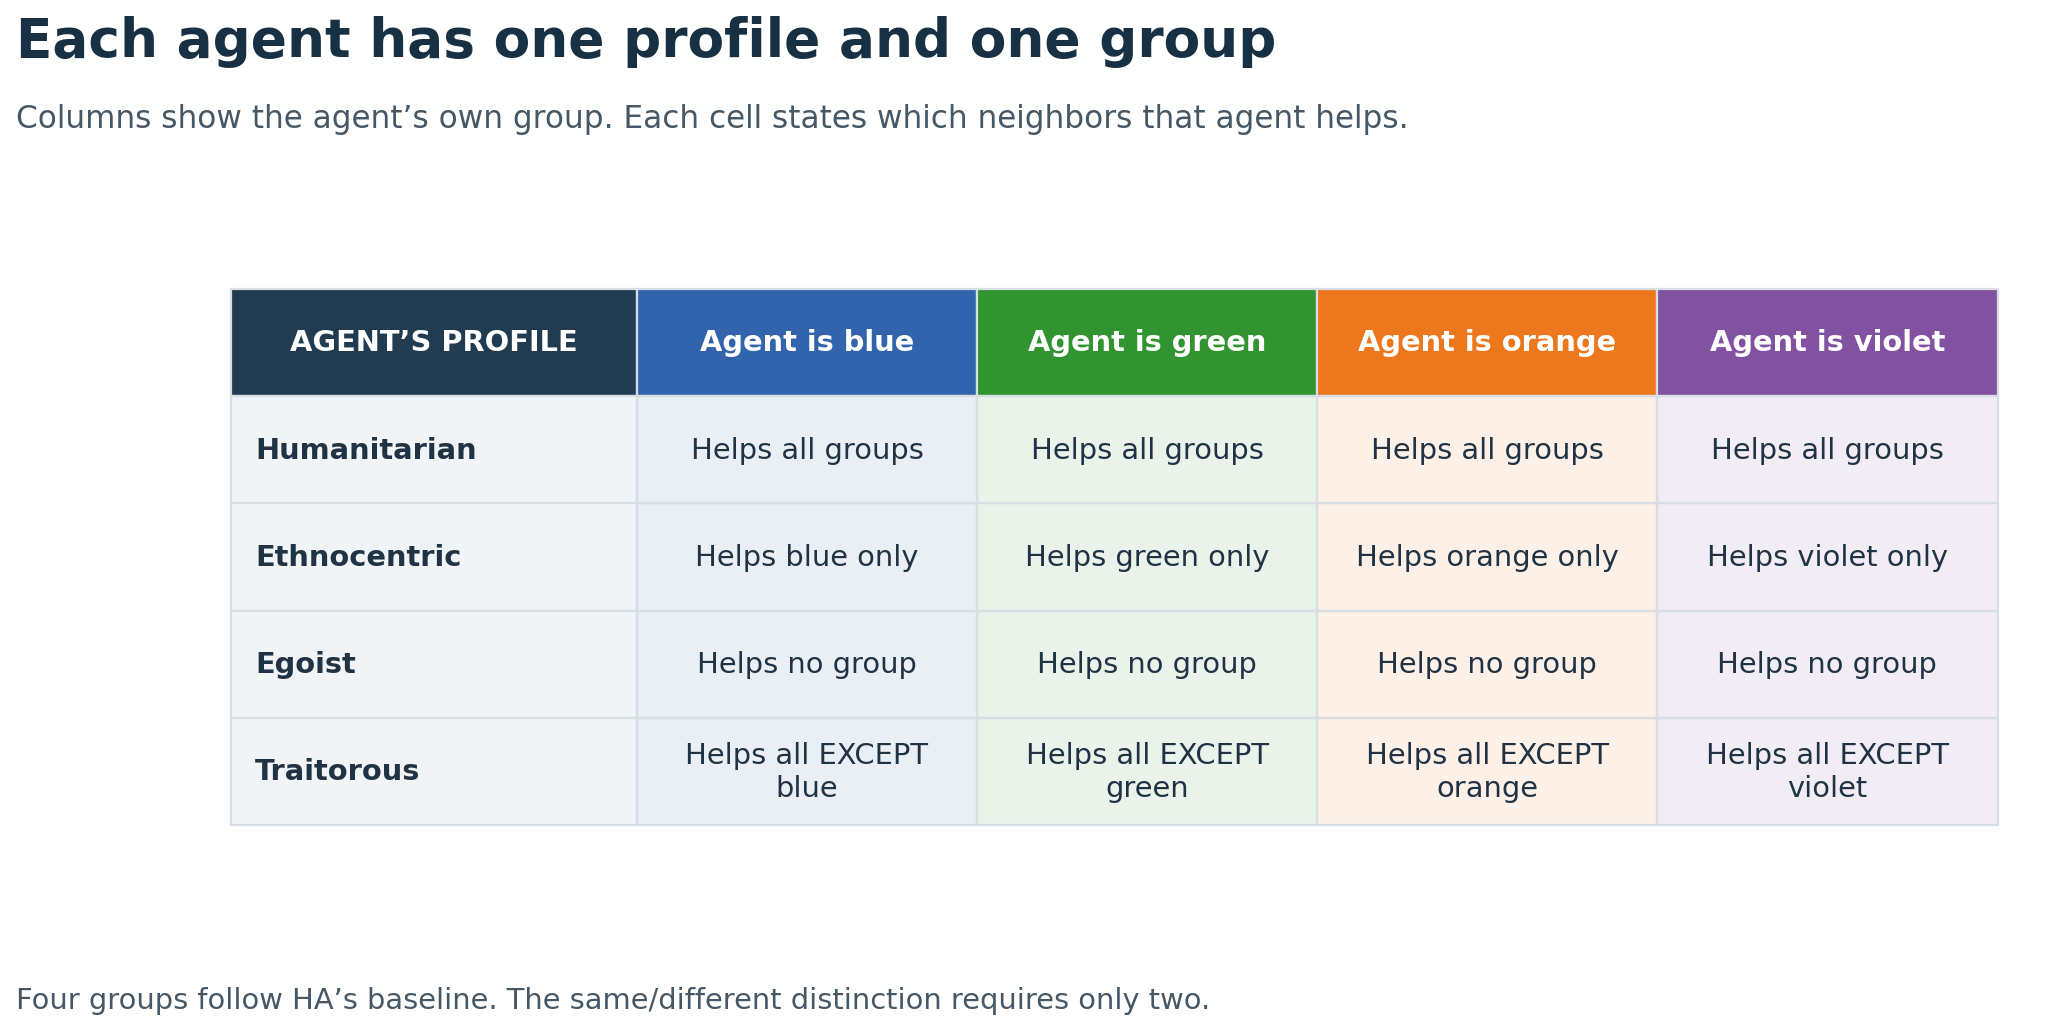 Each agent has one profile and one group
Columns show the agent’s own group. Each cell states which neighbors that agent helps.
AGENT’S PROFILE Agent is blue Agent is green Agent is orange Agent is violet
Humanitarian Helps all groups Helps all groups Helps all groups Helps all groups
Ethnocentric Helps blue only Helps green only Helps orange only Helps violet only
Egoist Helps no group Helps no group Helps no group Helps no group
Traitorous Helps all EXCEPT blue Helps all EXCEPT green Helps all EXCEPT orange Helps all EXCEPT violet
Four groups follow HA’s baseline. The same/different distinction requires only two.